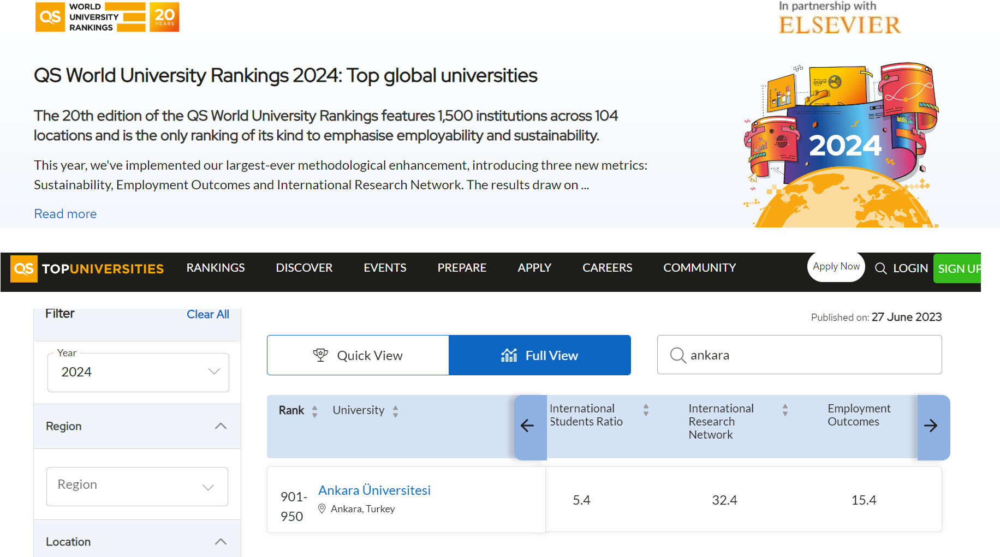 QS WORLD UNIVERSITY RANKINGS 20 YEARS
In partnership with
ELSEVIER
QS World University Rankings 2024: Top global universities
The 20th edition of the QS World University Rankings features 1,500 institutions across 104
locations and is the only ranking of its kind to emphasise employability and sustainability.
This year, we've implemented our largest-ever methodological enhancement, introducing three new metrics:
Sustainability, Employment Outcomes and International Research Network. The results draw on ...
Read more
2024
QS TOPUNIVERSITIES RANKINGS DISCOVER EVENTS PREPARE APPLY CAREERS COMMUNITY Apply Now LOGIN SIGN UP
Filter Clear All
Published on: 27 June 2023
Year
2024
Quick View Full View
ankara
Region
Region
Location
Rank University
International
Students Ratio
International
Research
Network
Employment
Outcomes
901-
950
Ankara Üniversitesi
Ankara, Turkey
5.4 32.4 15.4